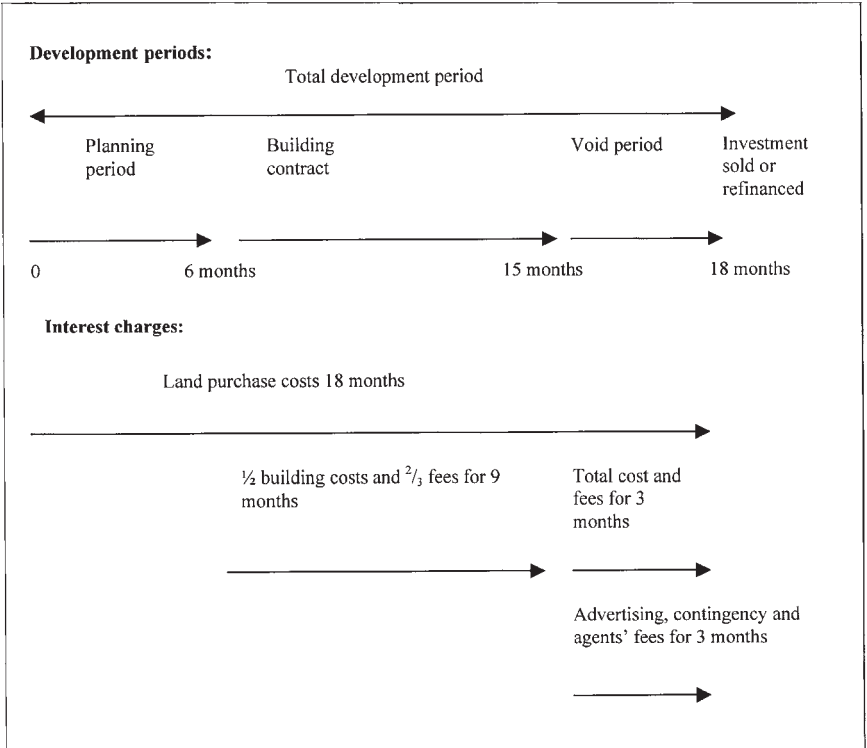 Development periods:
Total development period
Planning
period
Building
contract
Void period
Investment
sold or
refinanced
0
6 months
15 months
18 months
Interest charges:
Land purchase costs 18 months
½ building costs and 2/3 fees for 9
months
Total cost and
fees for 3
months
Advertising, contingency and
agents’ fees for 3 months